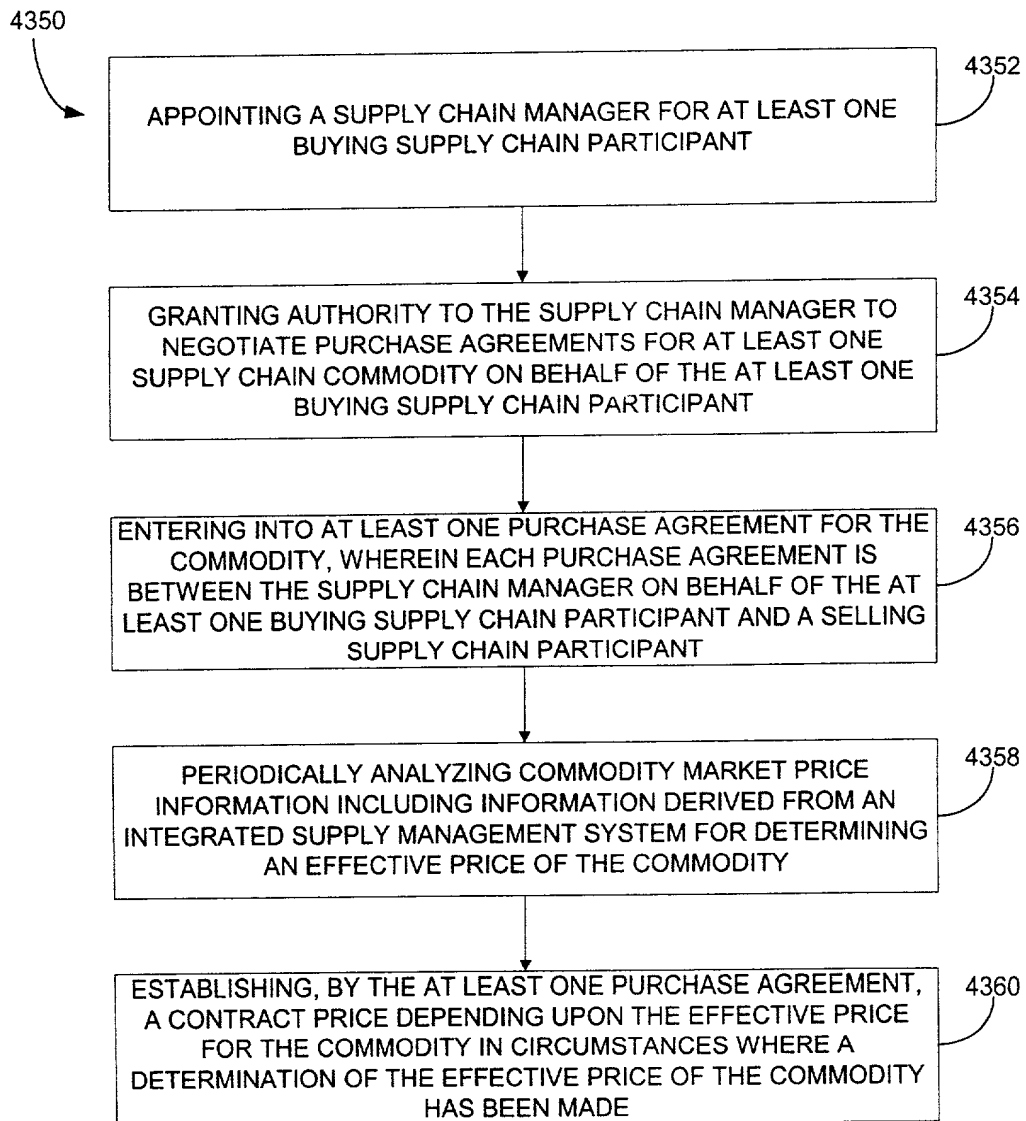 4350
4352
APPOINTING A SUPPLY CHAIN MANAGER FOR AT LEAST ONE
BUYING SUPPLY CHAIN PARTICIPANT
4354
GRANTING AUTHORITY TO THE SUPPLY CHAIN MANAGER TO
NEGOTIATE PURCHASE AGREEMENTS FOR AT LEAST ONE
SUPPLY CHAIN COMMODITY ON BEHALF OF THE AT LEAST ONE
BUYING SUPPLY CHAIN PARTICIPANT
4356
ENTERING INTO AT LEAST ONE PURCHASE AGREEMENT FOR THE
COMMODITY, WHEREIN EACH PURCHASE AGREEMENT IS
BETWEEN THE SUPPLY CHAIN MANAGER ON BEHALF OF THE AT
LEAST ONE BUYING SUPPLY CHAIN PARTICIPANT AND A SELLING
SUPPLY CHAIN PARTICIPANT
4358
PERIODICALLY ANALYZING COMMODITY MARKET PRICE
INFORMATION INCLUDING INFORMATION DERIVED FROM AN
INTEGRATED SUPPLY MANAGEMENT SYSTEM FOR DETERMINING
AN EFFECTIVE PRICE OF THE COMMODITY
4360
ESTABLISHING, BY THE AT LEAST ONE PURCHASE AGREEMENT,
A CONTRACT PRICE DEPENDING UPON THE EFFECTIVE PRICE
FOR THE COMMODITY IN CIRCUMSTANCES WHERE A
DETERMINATION OF THE EFFECTIVE PRICE OF THE COMMODITY
HAS BEEN MADE